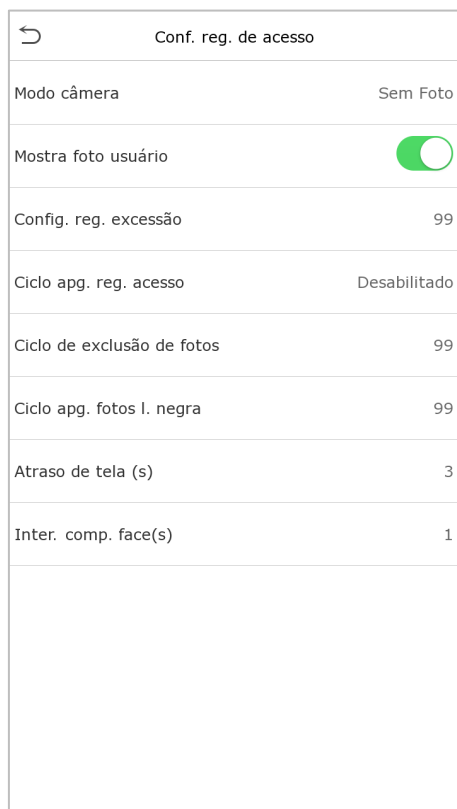 Conf. reg. de acesso
Modo câmera Sem Foto
Mostra foto usuário
Config. reg. excessão 99
Ciclo apg. reg. acesso Desabilitado
Ciclo de exclusão de fotos 99
Ciclo apg. fotos l. negra 99
Atraso de tela (s) 3
Inter. comp. face(s) 1